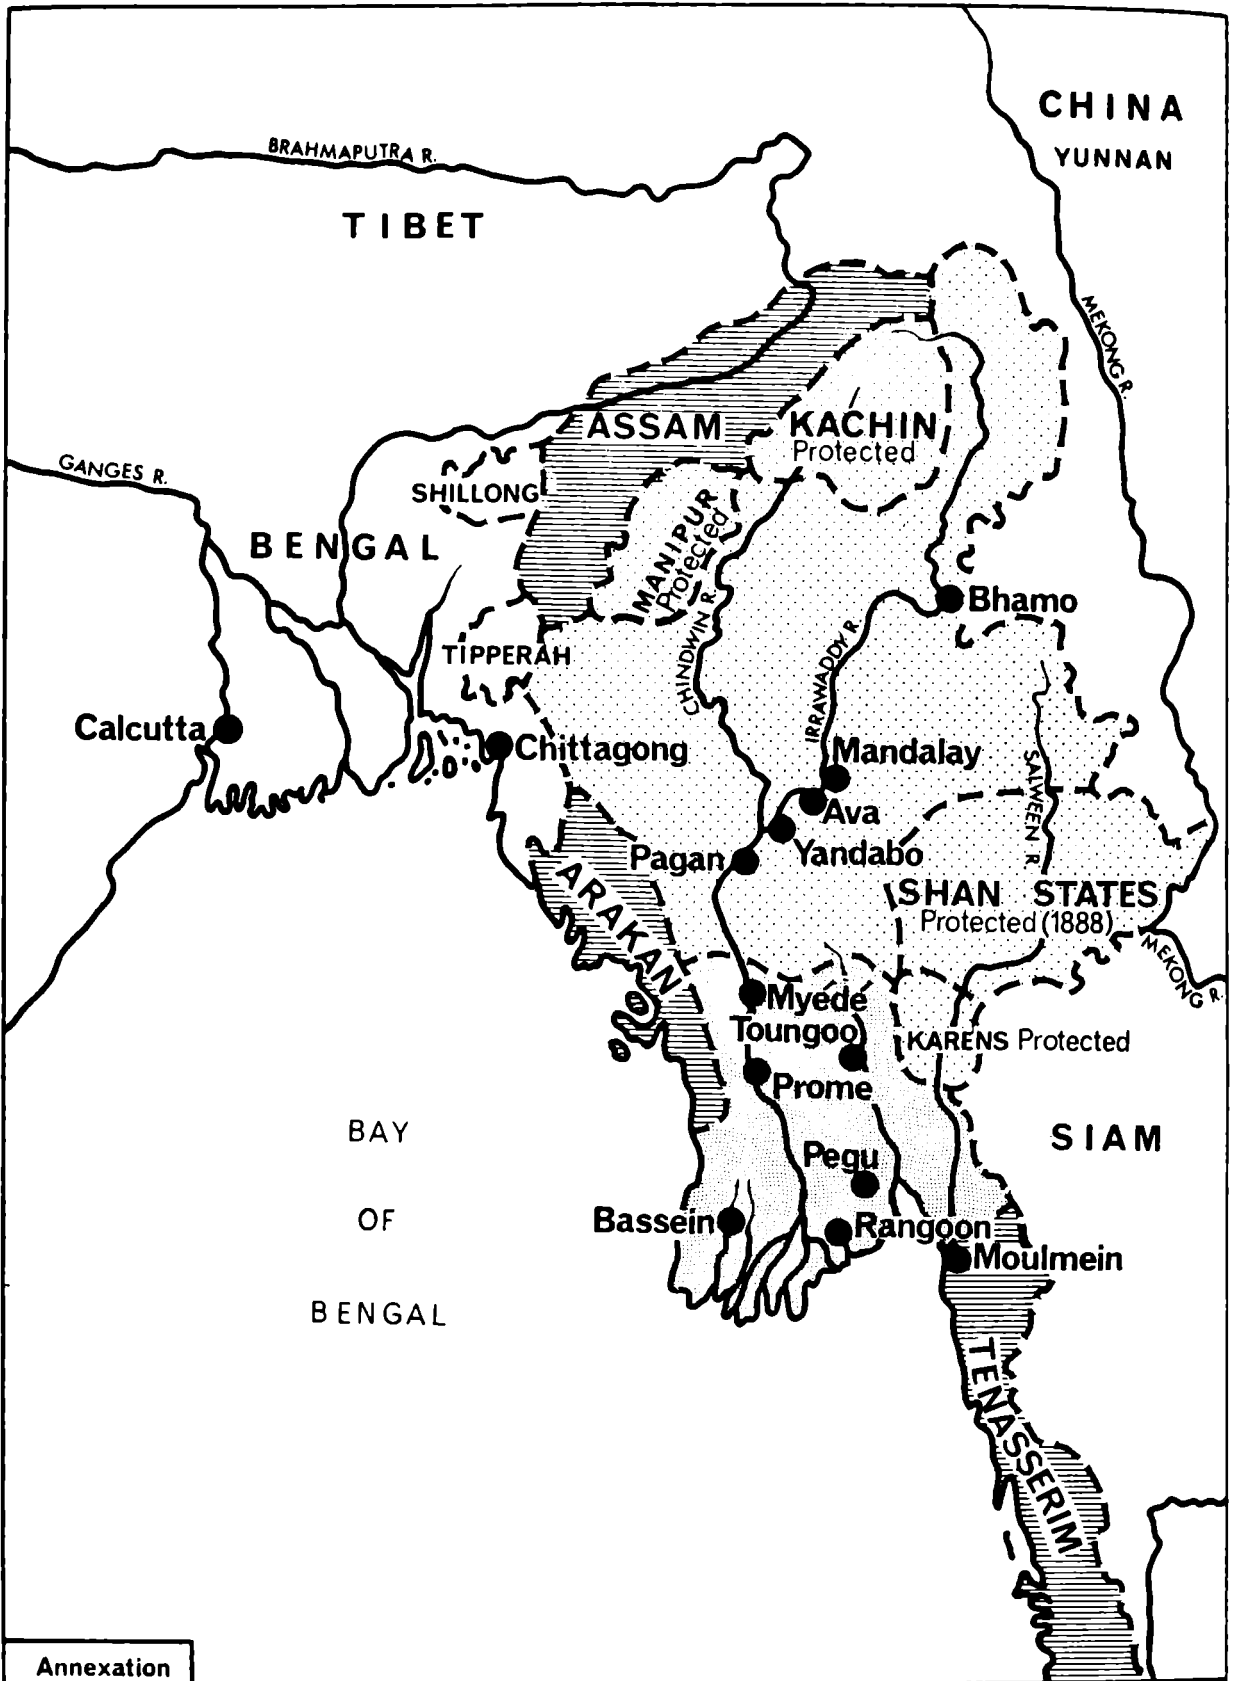 CHINA
YUNNAN
BRAHMAPUTRA R.
TIBET
MEKONG R.
ASSAM
KACHIN
Protected
GANGES R.
SHILLONG
MANIPUR
Protected
BENGAL
Bhamo
CHINDWIN R.
IRRAWADDY R.
TIPPERAH
Calcutta
Chittagong
Mandalay
SALWEEN R
Ava
Yandabo
Pagan
ARAKAN
SHAN STATES
Protected (1888)
MEKONG R.
Myede
Toungoo
KARENS Protected
Prome
BAY
OF
BENGAL
SIAM
Pegu
Bassein
Rangoon
Moulmein
TENASSERIM
Annexation